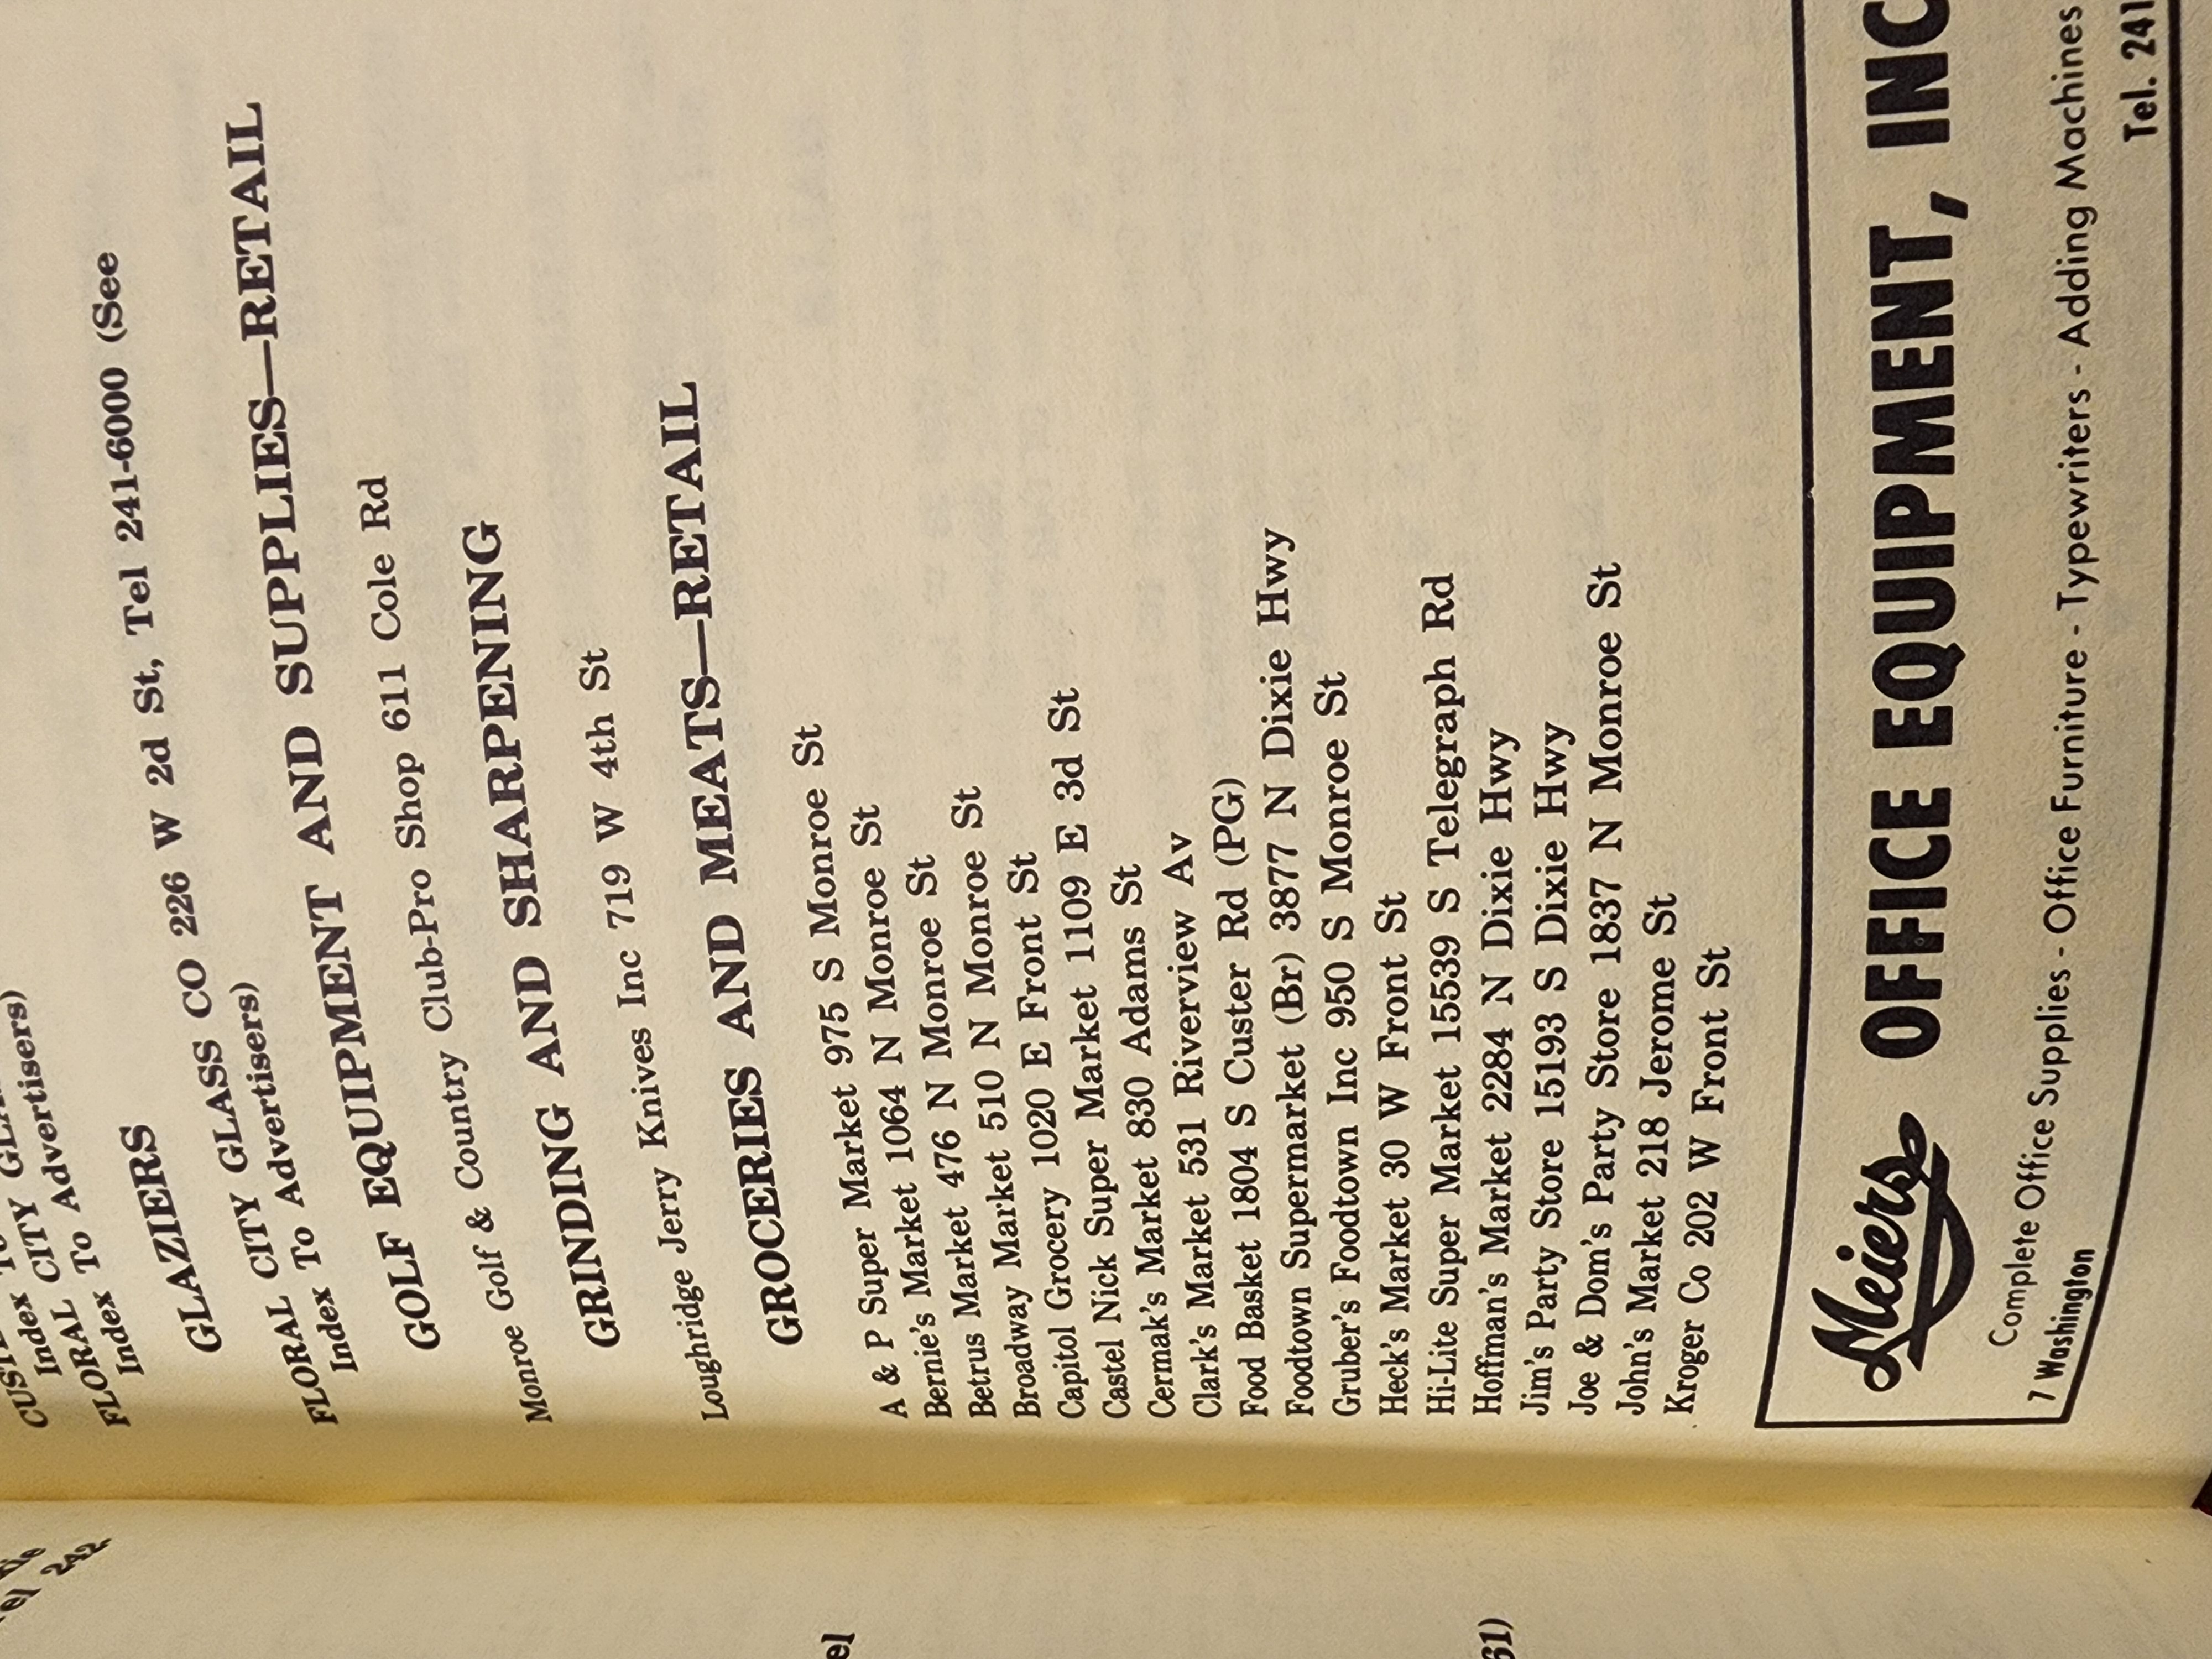 Index To Advertisers)
FLORAL CITY
Index To Advertisers)
GLAZIERS
FLORAL CITY GLASS CO 226 W 2d St, Tel 241-6000 (See
Index To Advertisers)
GOLF EQUIPMENT AND SUPPLIES—RETAIL
Monroe Golf & Country Club-Pro Shop 611 Cole Rd
GRINDING AND SHARPENING
Loughridge Jerry Knives Inc 719 W 4th St
GROCERIES AND MEATS—RETAIL
A & P Super Market 975 S Monroe St
Bernie's Market 1064 N Monroe St
Betrus Market 476 N Monroe St
Broadway Market 510 N Monroe St
Capitol Grocery 1020 E Front St
Castel Nick Super Market 1109 E 3d St
Cermak's Market 830 Adams St
Clark's Market 531 Riverview Av
Food Basket 1804 S Custer Rd (PG)
Foodtown Supermarket (Br) 3877 N Dixie Hwy
Gruber's Foodtown Inc 950 S Monroe St
Heck's Market 30 W Front St
Hi-Lite Super Market 15539 S Telegraph Rd
Hoffman's Market 2284 N Dixie Hwy
Jim's Party Store 15193 S Dixie Hwy
Joe & Dom's Party Store 1837 N Monroe St
John's Market 218 Jerome St
Kroger Co 202 W Front St
Meiers OFFICE EQUIPMENT, INC
Complete Office Supplies - Office Furniture - Typewriters - Adding Machines
7 Washington Tel. 241